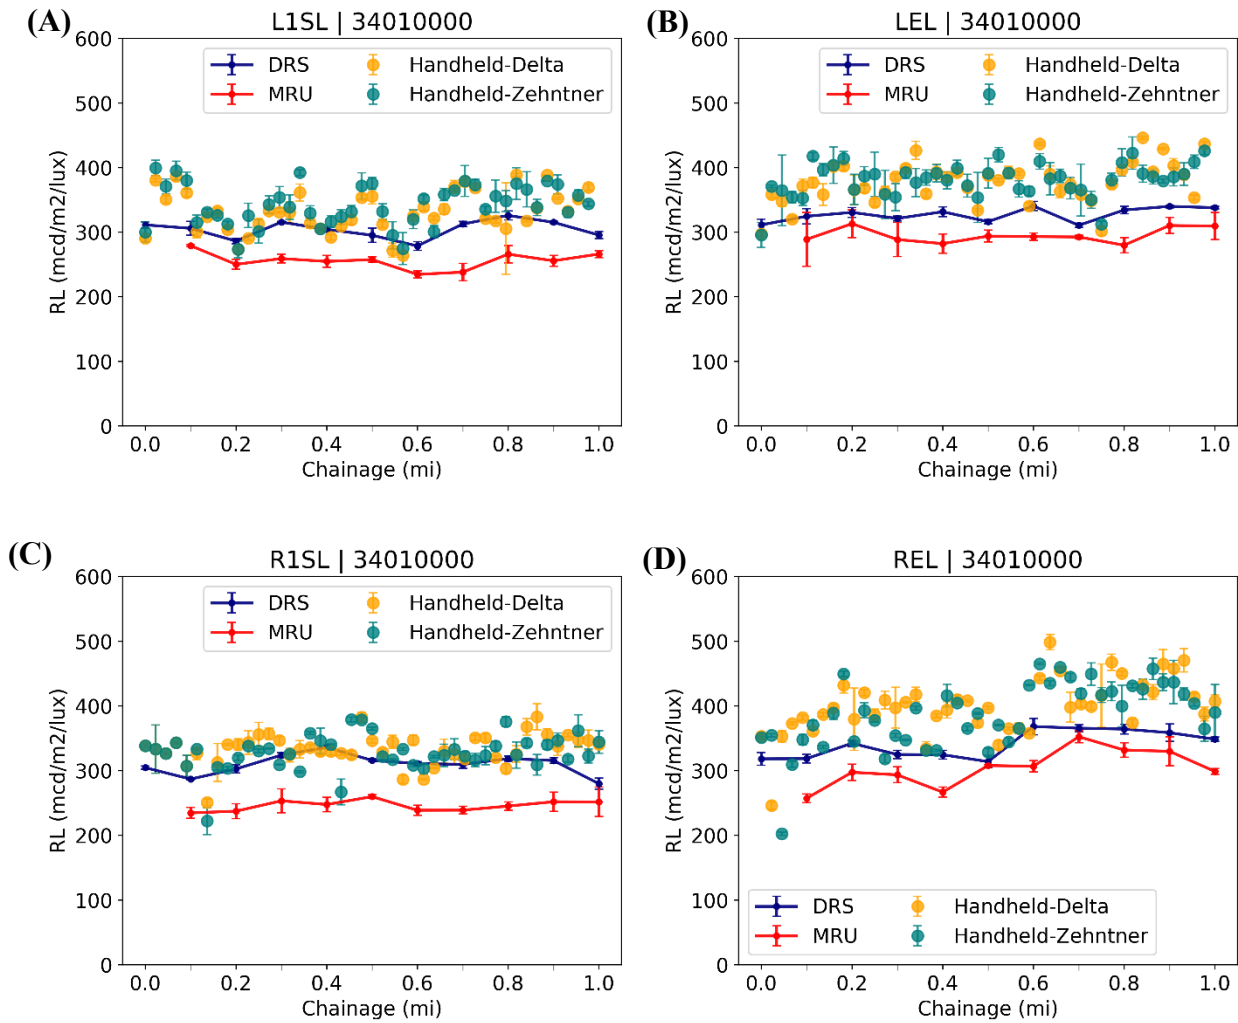 (A)
L1SL | 34010000
DRS
MRU
Handheld-Delta
Handheld-Zehntner
600
500
400
300
200
100
0
RL (mcd/m2/lux)
0.0 0.2 0.4 0.6 0.8 1.0
Chainage (mi)
(B)
LEL | 34010000
DRS
MRU
Handheld-Delta
Handheld-Zehntner
600
500
400
300
200
100
0
RL (mcd/m2/lux)
0.0 0.2 0.4 0.6 0.8 1.0
Chainage (mi)
(C)
R1SL | 34010000
DRS
MRU
Handheld-Delta
Handheld-Zehntner
600
500
400
300
200
100
0
RL (mcd/m2/lux)
0.0 0.2 0.4 0.6 0.8 1.0
Chainage (mi)
(D)
REL | 34010000
600
500
400
300
200
100
0
RL (mcd/m2/lux)
DRS
MRU
Handheld-Delta
Handheld-Zehntner
0.0 0.2 0.4 0.6 0.8 1.0
Chainage (mi)